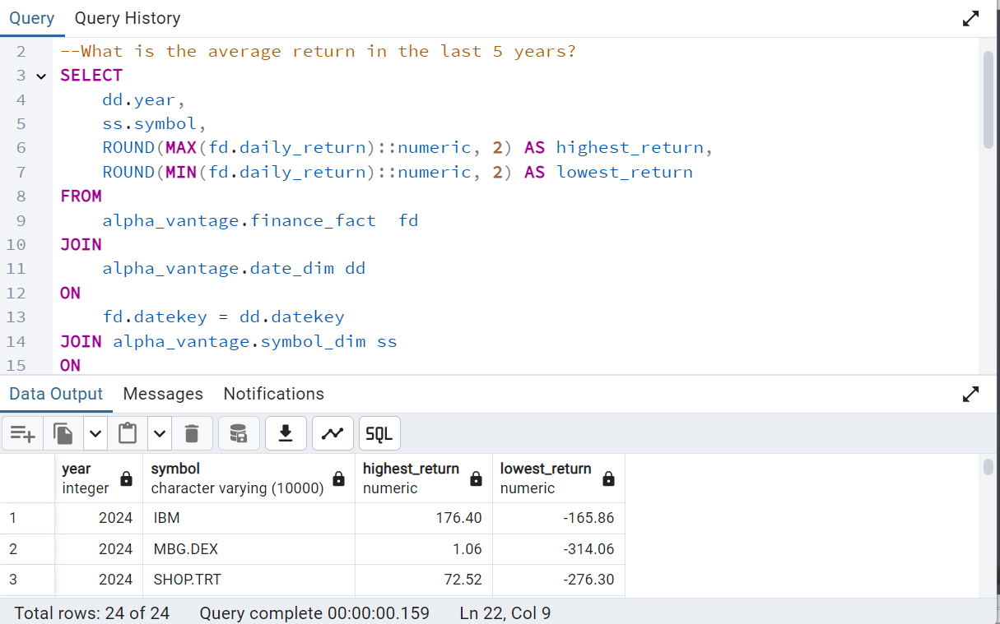 Query Query History
2 --What is the average return in the last 5 years?
3 SELECT
4 dd.year,
5 ss.symbol,
6 ROUND(MAX(fd.daily_return)::numeric, 2) AS highest_return,
7 ROUND(MIN(fd.daily_return)::numeric, 2) AS lowest_return
8 FROM
9 alpha_vantage.finance_fact  fd
10 JOIN
11 alpha_vantage.date_dim dd
12 ON
13 fd.datekey = dd.datekey
14 JOIN alpha_vantage.symbol_dim ss
15 ON
Data Output Messages Notifications
SQL
year symbol highest_return lowest_return
integer character varying (10000) numeric numeric
1 2024 IBM 176.40 -165.86
2 2024 MBG.DEX 1.06 -314.06
3 2024 SHOP.TRT 72.52 -276.30
Total rows: 24 of 24 Query complete 00:00:00.159 Ln 22, Col 9